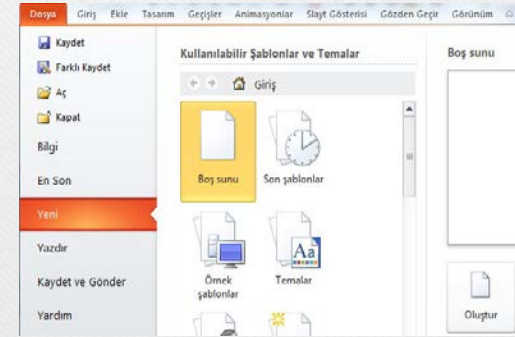 Dosya Giriş Ekle Tasarım Geçişler Animasyonlar Slayt Gösterisi Gözden Geçir Görünüm
Kaydet
Farklı Kaydet
Aç
Kapat
Bilgi
En Son
Yeni
Yazdır
Kaydet ve Gönder
Yardım
Kullanılabilir Şablonlar ve Temalar
Giriş
Boş sunu
Son şablonlar
Örnek
şablonlar
Temalar
Boş sunu
Oluştur